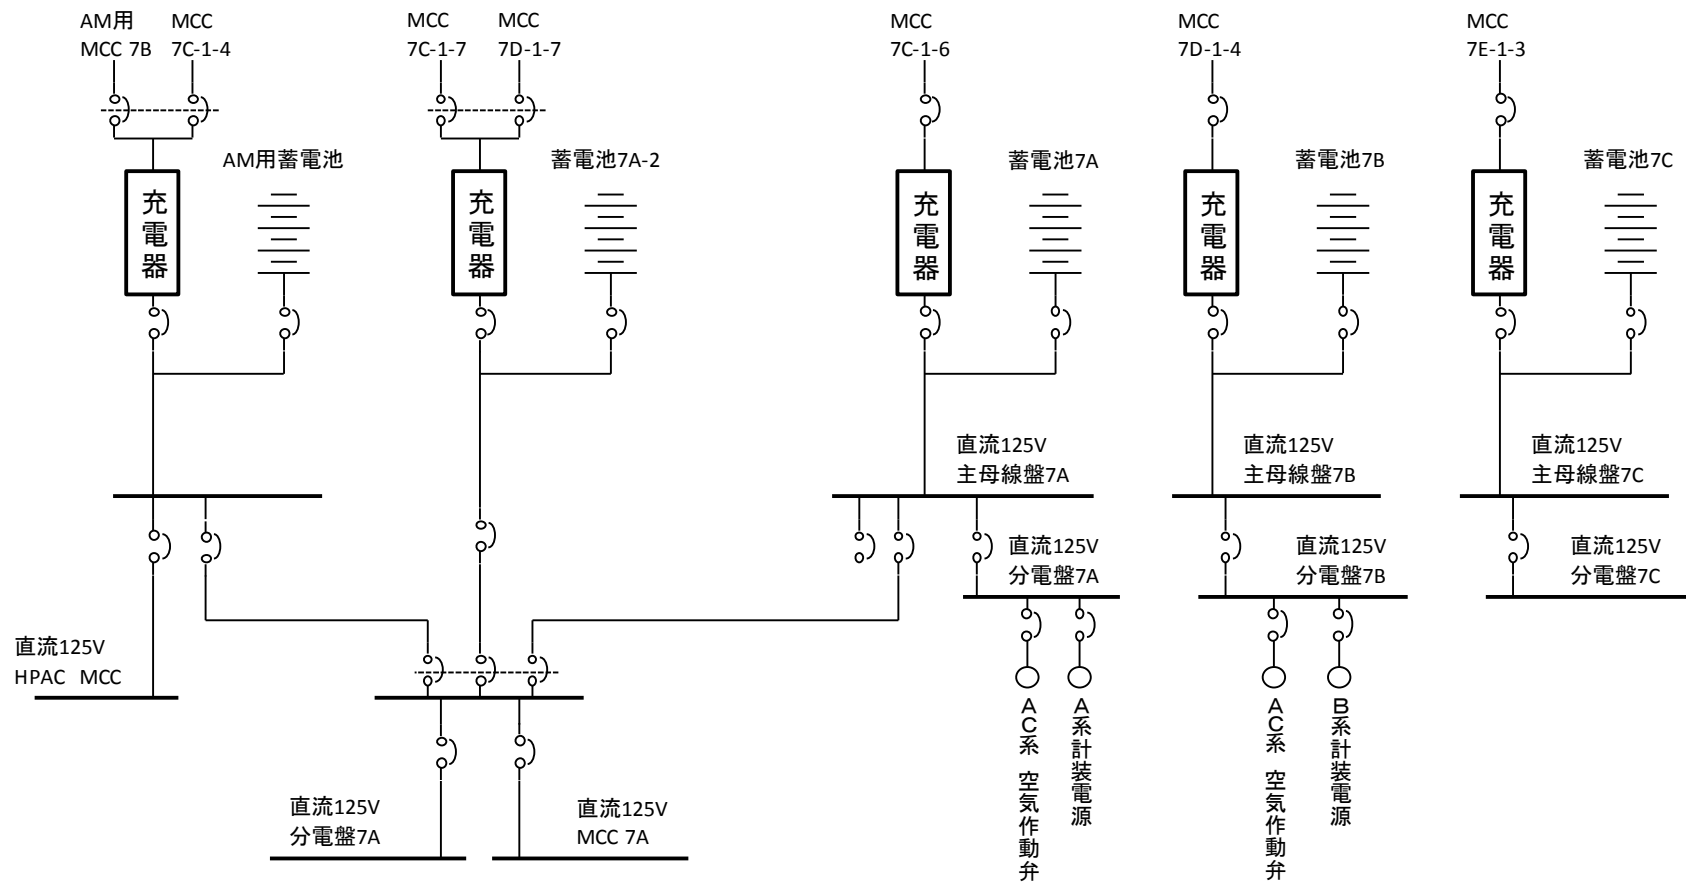 AM用
MCC 7B
MCC
7C-1-4
MCC
7C-1-7
MCC
7D-1-7
MCC
7C-1-6
MCC
7D-1-4
MCC
7E-1-3
AM用蓄電池
蓄電池7A-2
蓄電池7A
蓄電池7B
蓄電池7C
充電器
充電器
充電器
充電器
充電器
直流125V
主母線盤7A
直流125V
主母線盤7B
直流125V
主母線盤7C
直流125V
分電盤7A
直流125V
分電盤7B
直流125V
分電盤7C
直流125V
HPAC MCC
AC系 空気作動弁
A系計装電源
AC系 空気作動弁
B系計装電源
直流125V
分電盤7A
直流125V
MCC 7A